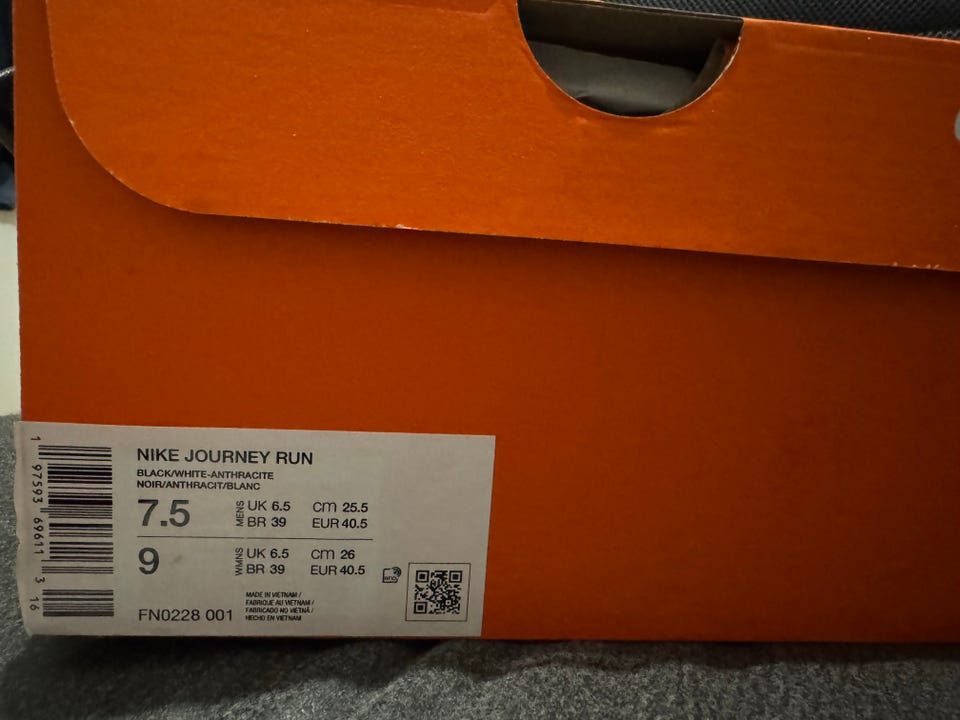 NIKE JOURNEY RUN
BLACK/WHITE-ANTHRACITE
NOIR/ANTHRACIT/BLANC
7.5 MENS UK 6.5 cm 25.5
BR 39 EUR 40.5
9 WMNS UK 6.5 cm 26
BR 39 EUR 40.5
MADE IN VIETNAM /
FABRIQUE AU VIETNAM /
FABRICADO NO VIETNÃ /
HECHO EN VIETNAM
FN0228 001
RFID
1 97593 69611 3 16